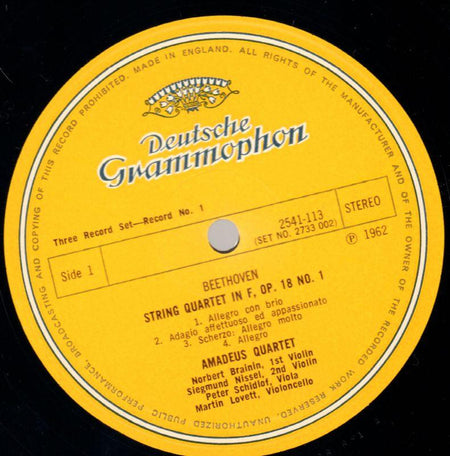 MADE IN ENGLAND. ALL RIGHTS OF THE MANUFACTURER AND OF THE OWNER OF THE RECORDED WORK RESERVED. UNAUTHORISED PUBLIC PERFORMANCE, BROADCASTING AND COPYING OF THIS RECORD PROHIBITED.
Deutsche
Grammophon
Three Record Set—Record No. 1
Side 1
2541-113
(SET NO. 2733 002)
STEREO
℗ 1962
BEETHOVEN
STRING QUARTET IN F, OP. 18 NO. 1
1. Allegro con brio
2. Adagio affettuoso ed appassionato
3. Scherzo: Allegro molto
4. Allegro
AMADEUS QUARTET
Norbert Brainin, 1st Violin
Siegmund Nissel, 2nd Violin
Peter Schidlof, Viola
Martin Lovett, Violoncello